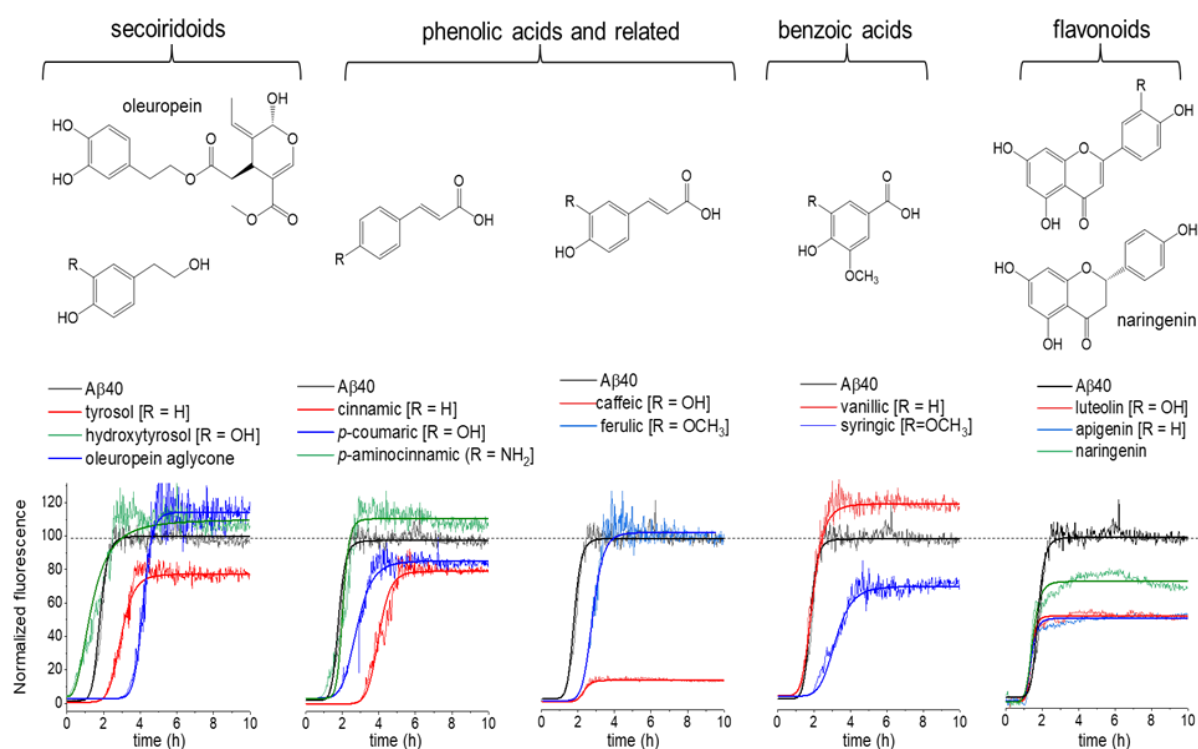 secoiridoids
phenolic acids and related
benzoic acids
flavonoids
oleuropein
OH
HO
HO
O
O
O
O
O
R
OH
HO
O
OH
R
O
OH
R
HO
R
O
OH
HO
OCH₃
R
OH
HO
O
OH
O
OH
HO
O
OH
O
naringenin
Aβ40
tyrosol [R = H]
hydroxytyrosol [R = OH]
oleuropein aglycone
Aβ40
cinnamic [R = H]
p-coumaric [R = OH]
p-aminocinnamic (R = NH₂]
Aβ40
caffeic [R = OH]
ferulic [R = OCH₃]
Aβ40
vanillic [R = H]
syringic [R=OCH₃]
Aβ40
luteolin [R = OH]
apigenin [R = H]
naringenin
Normalized fluorescence
120
100
80
60
40
20
0
0 2 4 6 8 10
time (h)
0 2 4 6 8 10
time (h)
0 2 4 6 8 10
time (h)
0 2 4 6 8 10
time (h)
0 2 4 6 8 10
time (h)